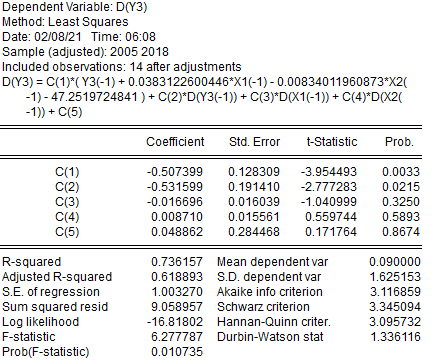 Dependent Variable: D(Y3)
Method: Least Squares
Date: 02/08/21 Time: 06:08
Sample (adjusted): 2005 2018
Included observations: 14 after adjustments
D(Y3) = C(1)*( Y3(-1) + 0.0383122600446*X1(-1) - 0.00834011960873*X2(
-1) - 47.2519724841 ) + C(2)*D(Y3(-1)) + C(3)*D(X1(-1)) + C(4)*D(X2(
-1)) + C(5)
Coefficient Std. Error t-Statistic Prob.
C(1) -0.507399 0.128309 -3.954493 0.0033
C(2) -0.531599 0.191410 -2.777283 0.0215
C(3) -0.016696 0.016039 -1.040999 0.3250
C(4) 0.008710 0.015561 0.559744 0.5893
C(5) 0.048862 0.284468 0.171764 0.8674
R-squared 0.736157 Mean dependent var 0.090000
Adjusted R-squared 0.618893 S.D. dependent var 1.625153
S.E. of regression 1.003270 Akaike info criterion 3.116859
Sum squared resid 9.058957 Schwarz criterion 3.345094
Log likelihood -16.81802 Hannan-Quinn criter. 3.095732
F-statistic 6.277787 Durbin-Watson stat 1.336116
Prob(F-statistic) 0.010735